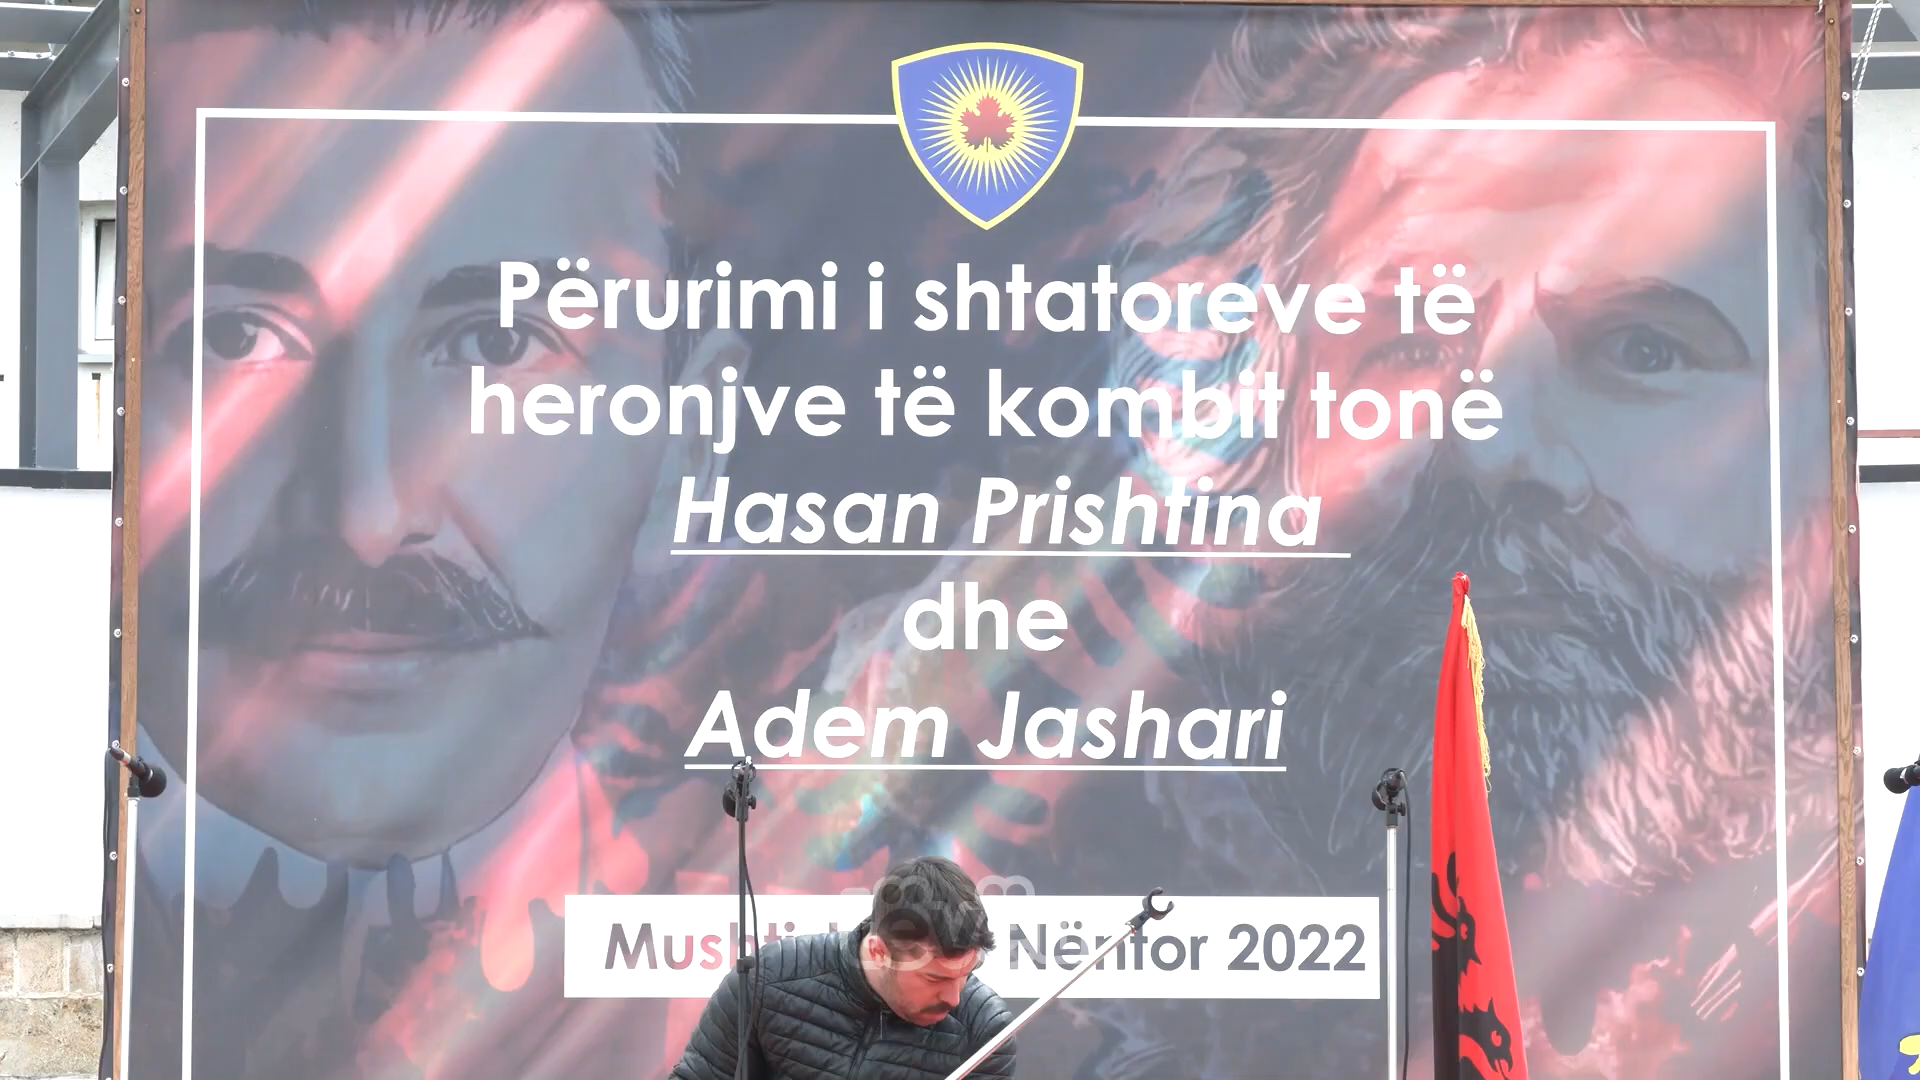 Përurimi i shtatoreve të
heronjve të kombit tonë
Hasan Prishtina
dhe
Adem Jashari
Nëntor 2022